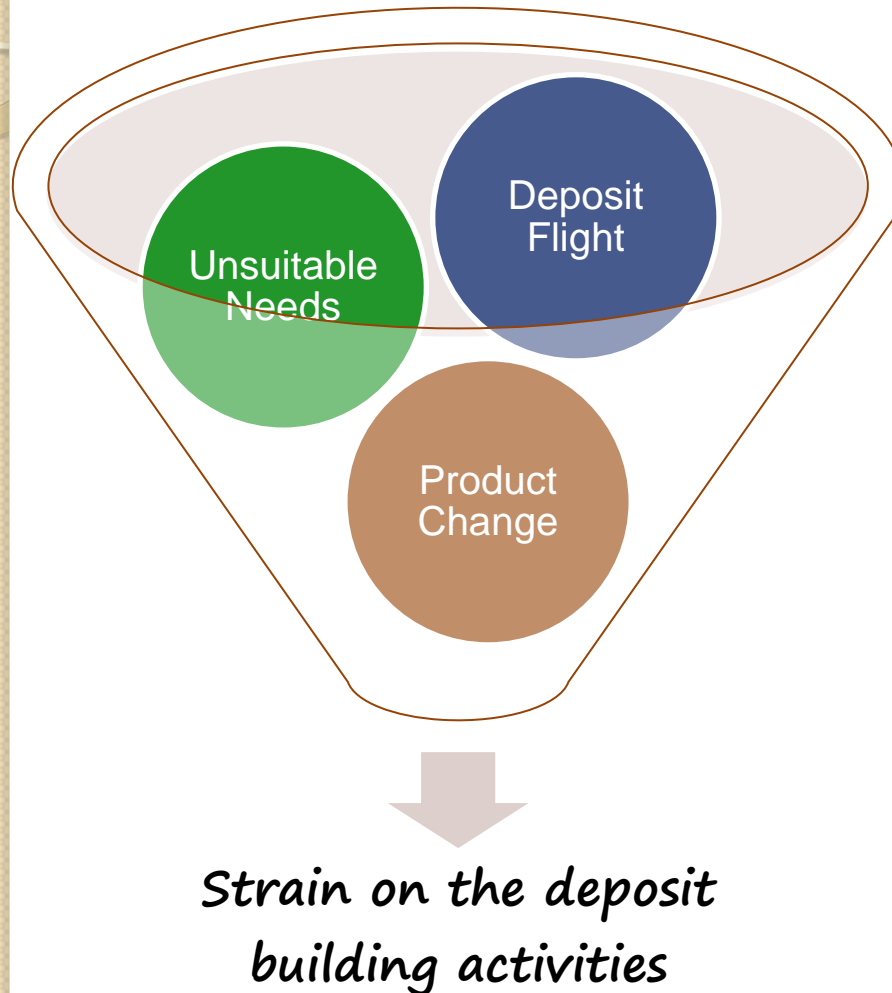 Deposit
Flight
Unsuitable
Needs
Product
Change
Strain on the deposit
building activities